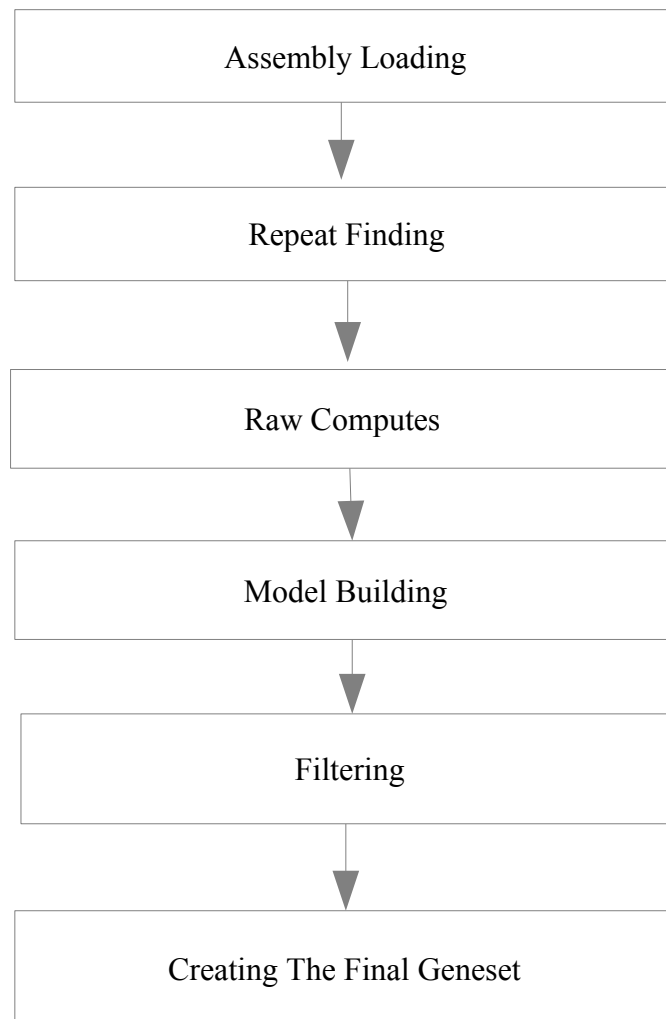 Assembly Loading
Repeat Finding
Raw Computes
Model Building
Filtering
Creating The Final Geneset